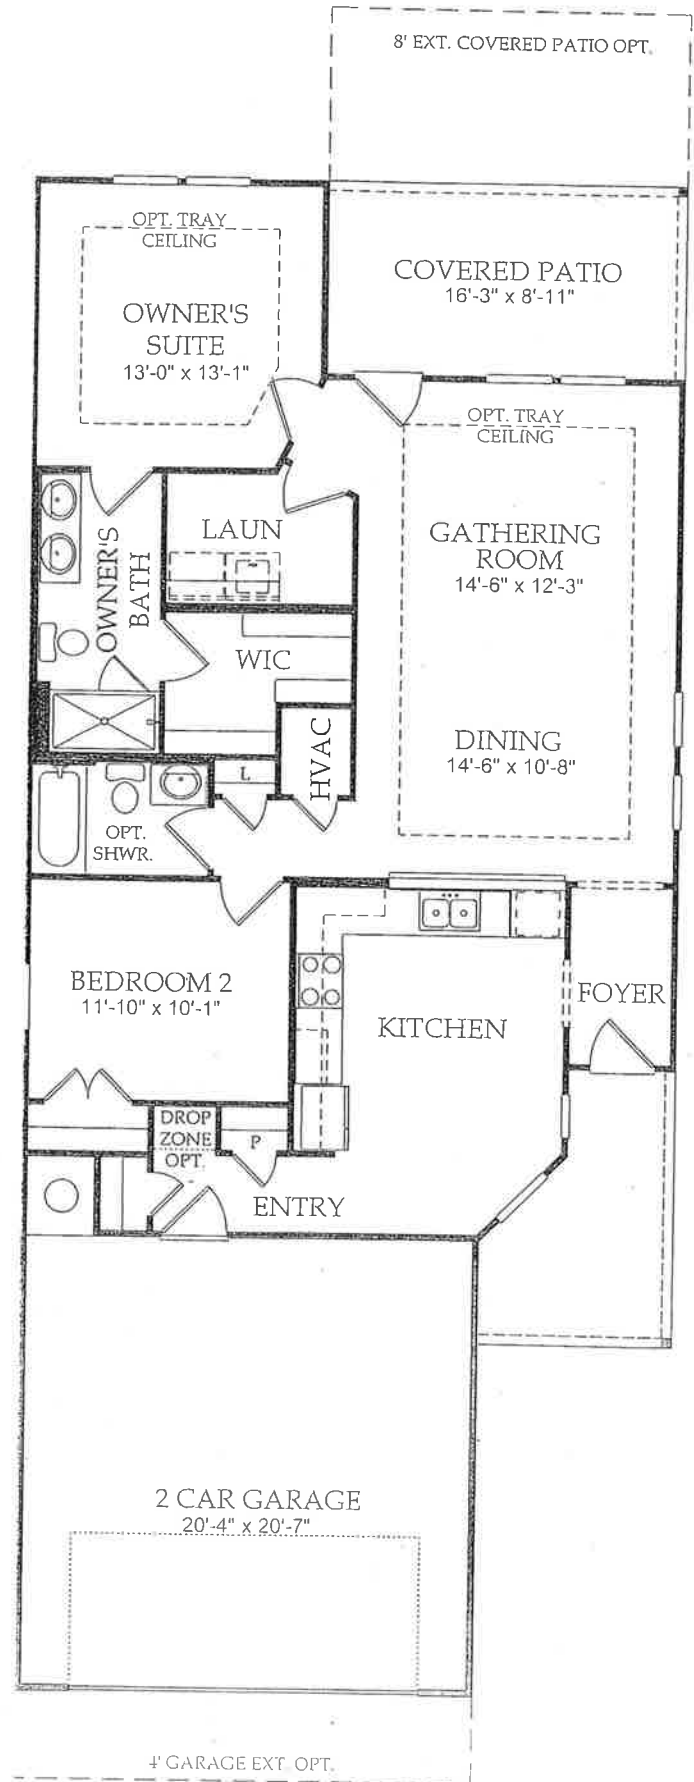 8' EXT. COVERED PATIO OPT.
OPT. TRAY
CEILING
OWNER'S
SUITE
13'-0" x 13'-1"
COVERED PATIO
16'-3" x 8'-11"
OPT. TRAY
CEILING
GATHERING
ROOM
14'-6" x 12'-3"
LAUN
OWNER'S
BATH
WIC
HVAC
DINING
14'-6" x 10'-8"
L
OPT.
SHWR.
BEDROOM 2
11'-10" x 10'-1"
KITCHEN
FOYER
DROP
ZONE
OPT.
P
ENTRY
2 CAR GARAGE
20'-4" x 20'-7"
4' GARAGE EXT. OPT.